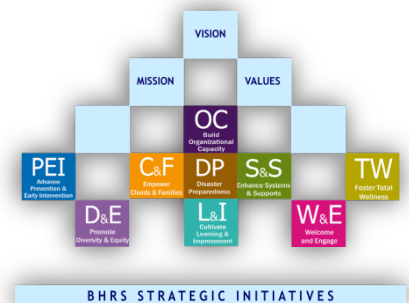 VISION
MISSION
VALUES
OC
Build
Organizational
Capacity
PEI
Advance
Prevention &
Early Intervention
C&F
Empower
Clients & Families
DP
Disaster
Preparedness
S&S
Enhance Systems
& Supports
TW
Foster Total
Wellness
D&E
Promote
Diversity & Equity
L&I
Cultivate
Learning &
Improvement
W&E
Welcome
and Engage
BHRS STRATEGIC INITIATIVES